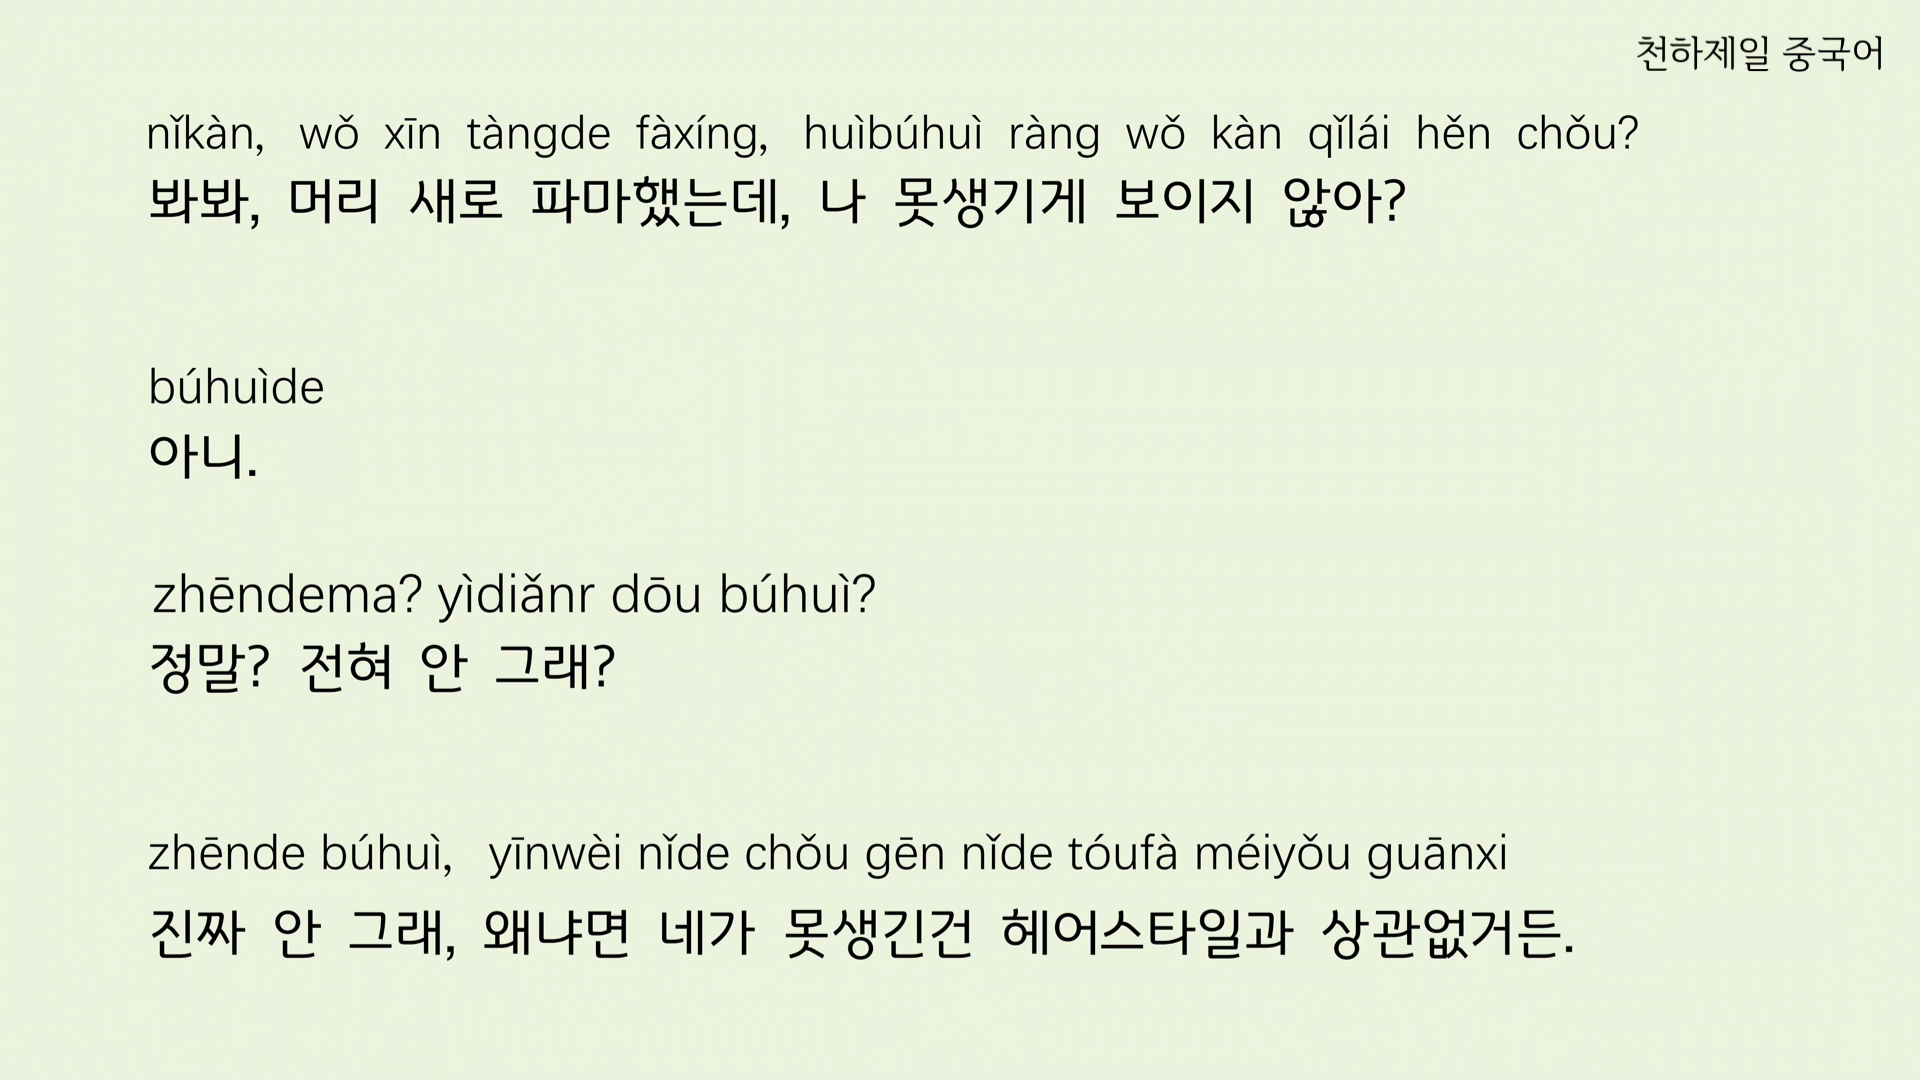 천하제일 중국어
nǐkàn, wǒ xīn tàngde fàxíng, huìbúhuì ràng wǒ kàn qǐlái hěn chǒu?
봐봐, 머리 새로 파마했는데, 나 못생기게 보이지 않아?
búhuìde
아니.
zhēndema? yìdiǎnr dōu búhuì?
정말? 전혀 안 그래?
zhēnde búhuì, yīnwèi nǐde chǒu gēn nǐde tóufà méiyǒu guānxi
진짜 안 그래, 왜냐면 네가 못생긴건 헤어스타일과 상관없거든.